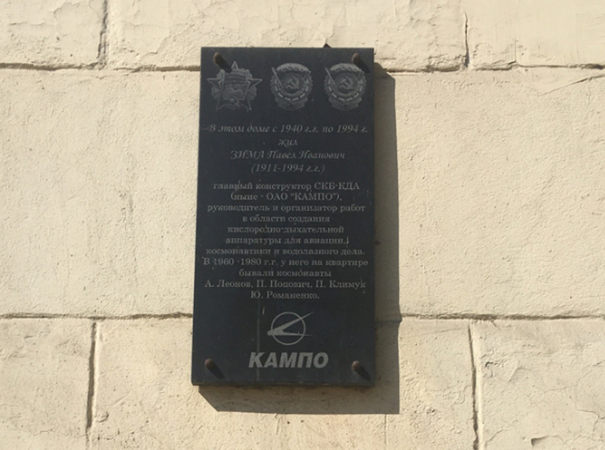 В этом доме с 1940 г.г. по 1994 г.
жил
ЗИМА Павел Иванович
(1911-1994 г.г.)
главный конструктор СКБ-КДА
(ныне - ОАО "КАМПО"),
руководитель и организатор работ
в области создания
кислородно-дыхательной
аппаратуры для авиации,
космонавтики и водолазного дела.
В 1960-1980 г.г. у него на квартире
бывали космонавты
А. Леонов, П. Попович, П. Климук
Ю. Романенко.
КАМПО